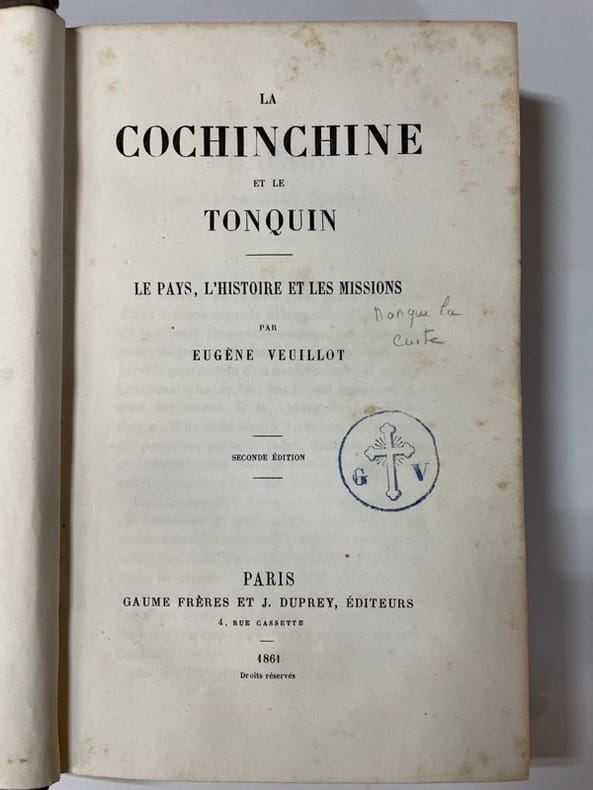 LA
COCHINCHINE
ET LE
TONQUIN
LE PAYS, L'HISTOIRE ET LES MISSIONS
PAR
EUGÈNE VEUILLOT
manque la
carte
SECONDE ÉDITION
G V
PARIS
GAUME FRÈRES ET J. DUPREY, ÉDITEURS
4, RUE CASSETTE
1861
Droits réservés